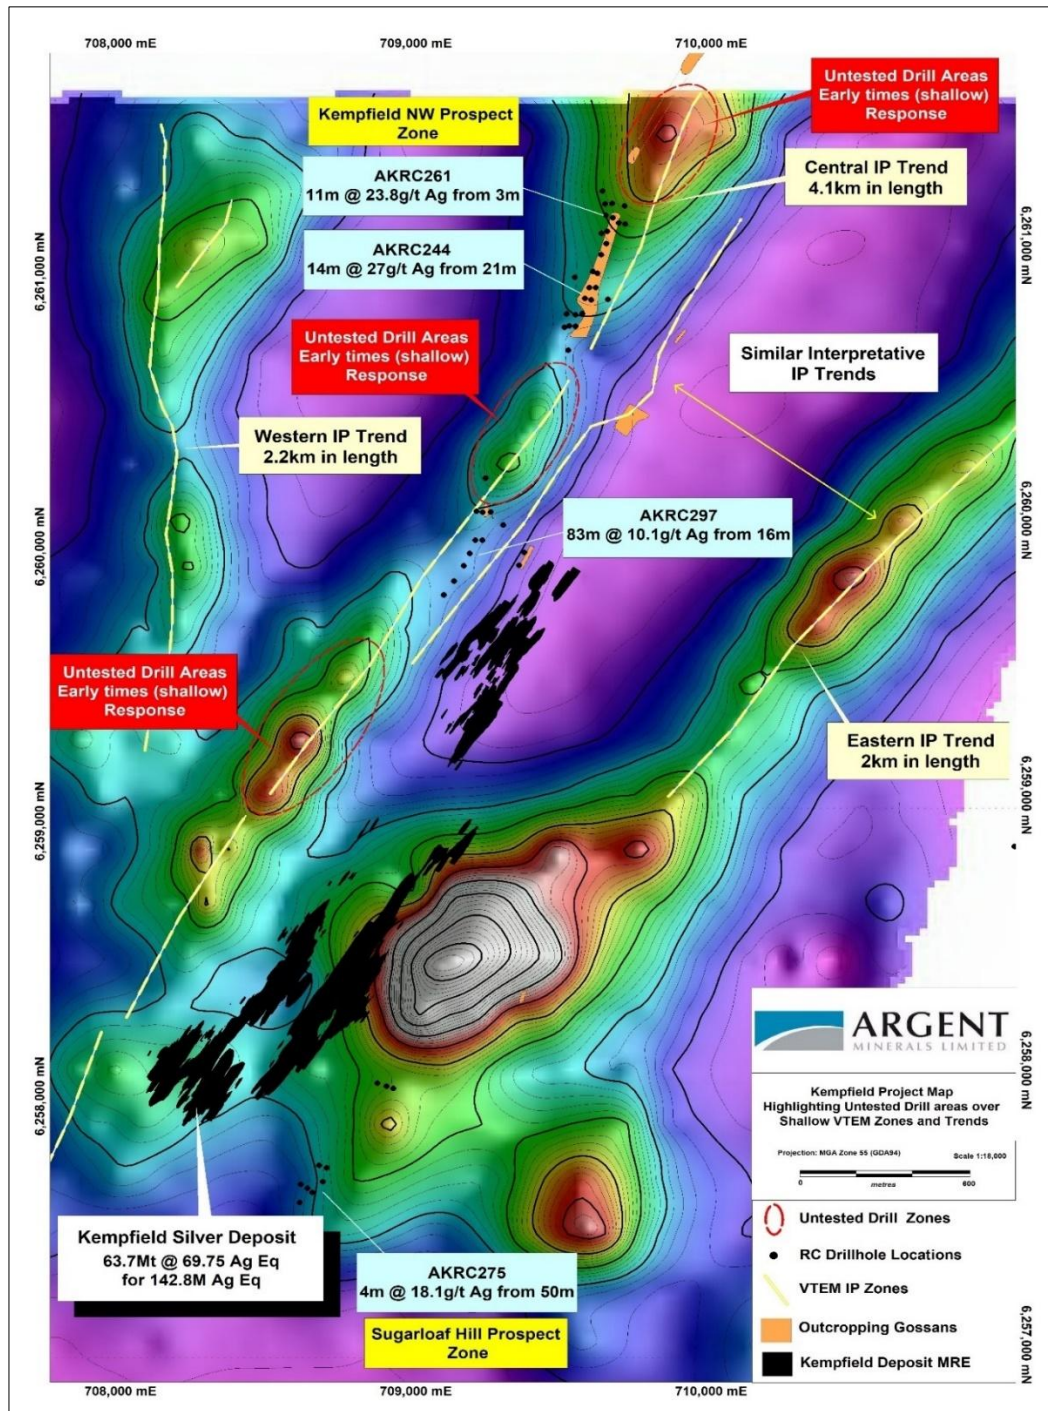 708,000 mE
709,000 mE
710,000 mE
Kempfield NW Prospect
Zone
Untested Drill Areas
Early times (shallow)
Response
AKRC261
11m @ 23.8g/t Ag from 3m
Central IP Trend
4.1km in length
AKRC244
14m @ 27g/t Ag from 21m
6,261,000 mN
6,261,000 mN
Untested Drill Areas
Early times (shallow)
Response
Similar Interpretative
IP Trends
Western IP Trend
2.2km in length
AKRC297
83m @ 10.1g/t Ag from 16m
6,260,000 mN
6,260,000 mN
Untested Drill Areas
Early times (shallow)
Response
Eastern IP Trend
2km in length
6,259,000 mN
6,259,000 mN
ARGENT
MINERALS LIMITED
6,258,000 mN
6,258,000 mN
Kempfield Project Map
Highlighting Untested Drill areas over
Shallow VTEM Zones and Trends
Projection: MGA Zone 55 (GDA94)
Scale 1:18,000
0
metres
600
Untested Drill Zones
RC Drillhole Locations
VTEM IP Zones
Outcropping Gossans
Kempfield Deposit MRE
Kempfield Silver Deposit
63.7Mt @ 69.75 Ag Eq
for 142.8M Ag Eq
AKRC275
4m @ 18.1g/t Ag from 50m
Sugarloaf Hill Prospect
Zone
6,257,000 mN
708,000 mE
709,000 mE
710,000 mE